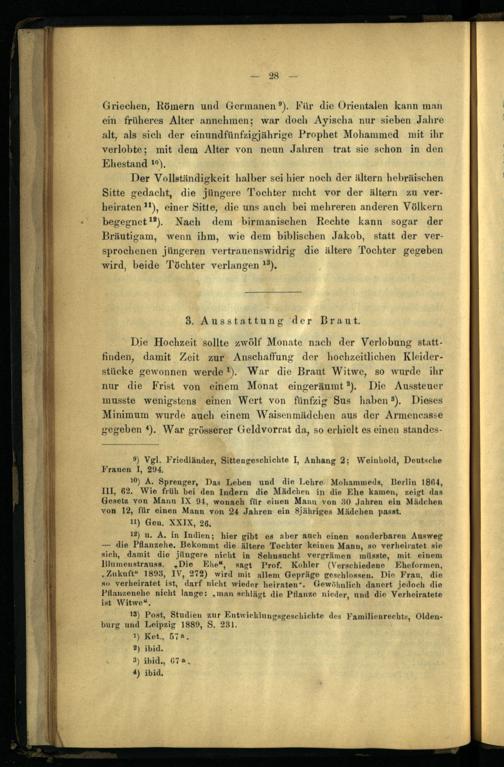 — 28 —
Griechen, Römern und Germanen⁹). Für die Orientalen kann man
ein früheres Alter annehmen; war doch Ayischa nur sieben Jahre
alt, als sich der einundfünfzigjährige Prophet Mohammed mit ihr
verlobte; mit dem Alter von neun Jahren trat sie schon in den
Ehestand¹⁰).
Der Vollständigkeit halber sei hier noch der ältern hebräischen
Sitte gedacht, die jüngere Tochter nicht vor der ältern zu ver-
heiraten¹¹), einer Sitte, die uns auch bei mehreren anderen Völkern
begegnet¹²). Nach dem birmanischen Rechte kann sogar der
Bräutigam, wenn ihm, wie dem biblischen Jakob, statt der ver-
sprochenen jüngeren vertrauenswidrig die ältere Tochter gegeben
wird, beide Töchter verlangen¹³).
3. Ausstattung der Braut.
Die Hochzeit sollte zwölf Monate nach der Verlobung statt-
finden, damit Zeit zur Anschaffung der hochzeitlichen Kleider-
stücke gewonnen werde¹). War die Braut Witwe, so wurde ihr
nur die Frist von einem Monat eingeräumt²). Die Aussteuer
musste wenigstens einen Wert von fünfzig Sus haben³). Dieses
Minimum wurde auch einem Waisenmädchen aus der Armencasse
gegeben⁴). War grösserer Geldvorrat da, so erhielt es einen standes-
⁹) Vgl. Friedländer, Sittengeschichte I, Anhang 2; Weinhold, Deutsche
Frauen I, 294.
¹⁰) A. Sprenger, Das Leben und die Lehre Mohammeds, Berlin 1864,
III, 62. Wie früh bei den Indern die Mädchen in die Ehe kamen, zeigt das
Gesetz von Manu IX 94, wonach für einen Mann von 30 Jahren ein Mädchen
von 12, für einen Mann von 24 Jahren ein 8jähriges Mädchen passt.
¹¹) Gen. XXIX, 26.
¹²) u. A. in Indien; hier gibt es aber auch einen sonderbaren Ausweg
— die Pflanzehe. Bekommt die ältere Tochter keinen Mann, so verheiratet sie
sich, damit die jüngere nicht in Sehnsucht vergrämen müsste, mit einem
Blumenstrauss. „Die Ehe“, sagt Prof. Kohler (Verschiedene Eheformen,
„Zukunft“ 1893, IV, 272) wird mit allem Gepräge geschlossen. Die Frau, die
so verheiratet ist, darf nicht wieder heiraten“. Gewöhnlich dauert jedoch die
Pflanzenehe nicht lange: „man schlägt die Pflanze nieder, und die Verheiratete
ist Witwe“.
¹³) Post, Studien zur Entwicklungsgeschichte des Familienrechts, Olden-
burg und Leipzig 1889, S. 231.
¹) Ket., 57ᵃ.
²) ibid.
³) ibid., 67ᵃ.
⁴) ibid.